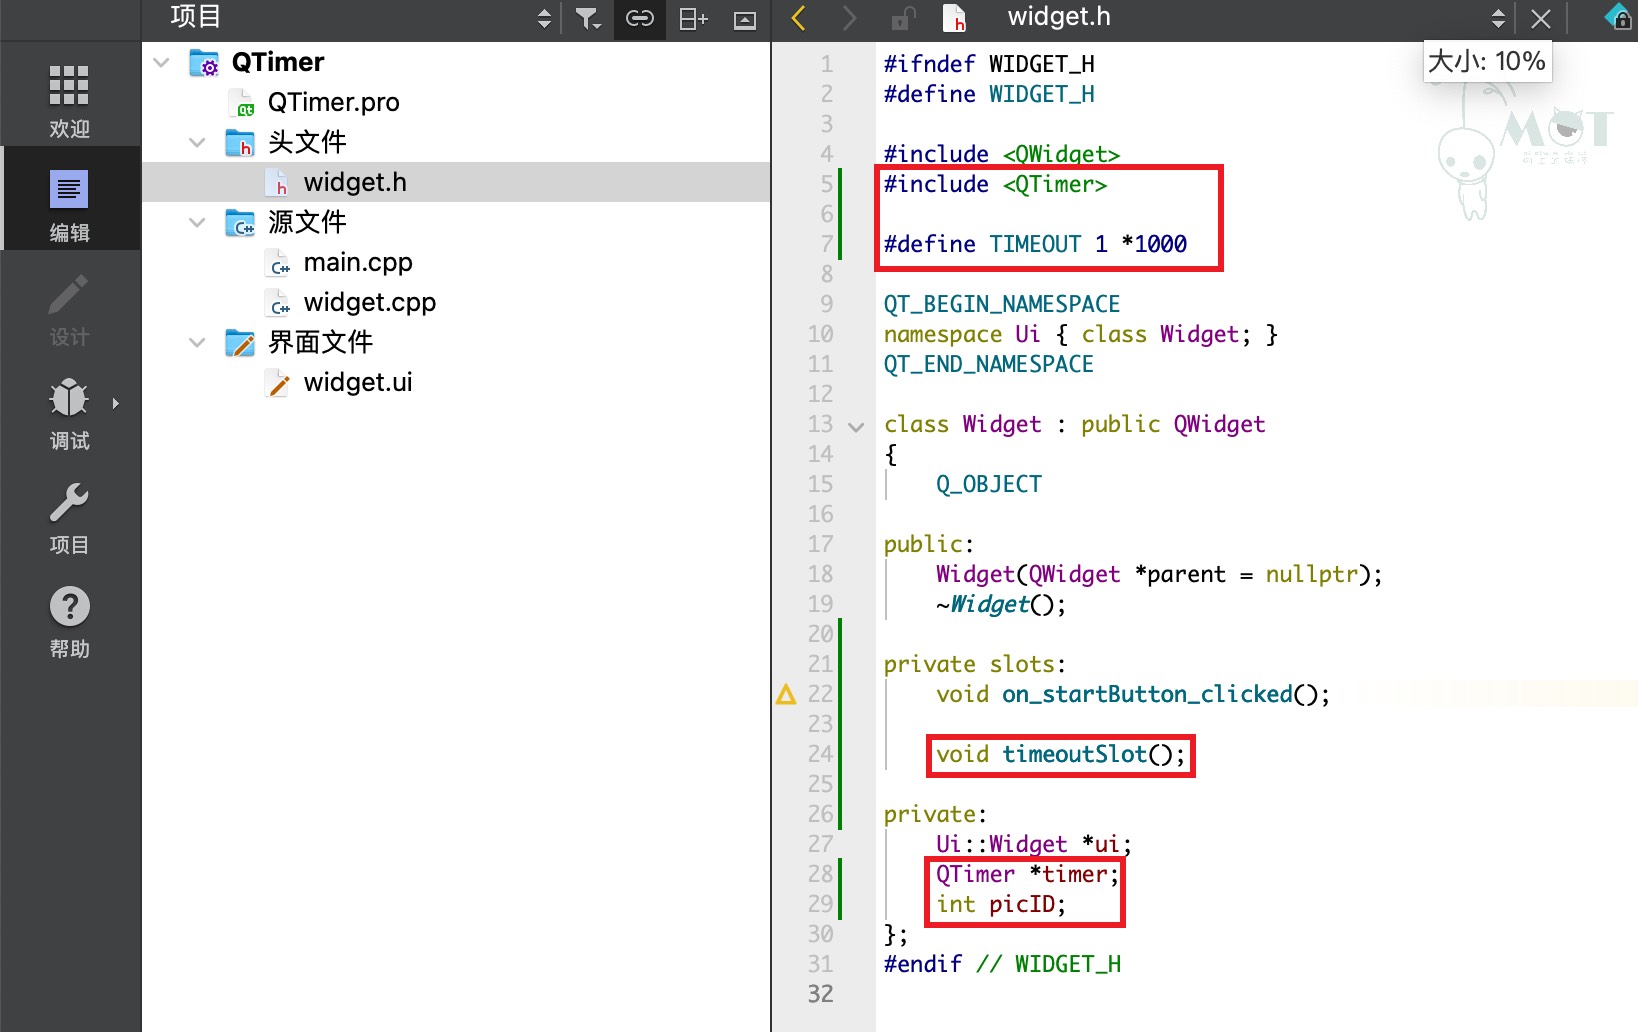 项目
widget.h
大小: 10%
欢迎
编辑
设计
调试
项目
帮助
QTimer
QTimer.pro
头文件
widget.h
源文件
main.cpp
widget.cpp
界面文件
widget.ui
1 #ifndef WIDGET_H
2 #define WIDGET_H
3
4 #include <QWidget>
5 #include <QTimer>
6
7 #define TIMEOUT 1 *1000
8
9 QT_BEGIN_NAMESPACE
10 namespace Ui { class Widget; }
11 QT_END_NAMESPACE
12
13 class Widget : public QWidget
14 {
15 Q_OBJECT
16
17 public:
18 Widget(QWidget *parent = nullptr);
19 ~Widget();
20
21 private slots:
22 void on_startButton_clicked();
23
24 void timeoutSlot();
25
26 private:
27 Ui::Widget *ui;
28 QTimer *timer;
29 int picID;
30 };
31 #endif // WIDGET_H
32
MOT